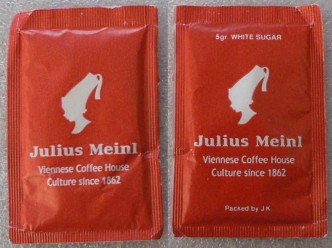 Julius Meinl
Viennese Coffee House
Culture since 1862
5gr. WHITE SUGAR
Julius Meinl
Viennese Coffee House
Culture since 1862
Packed by J.K.